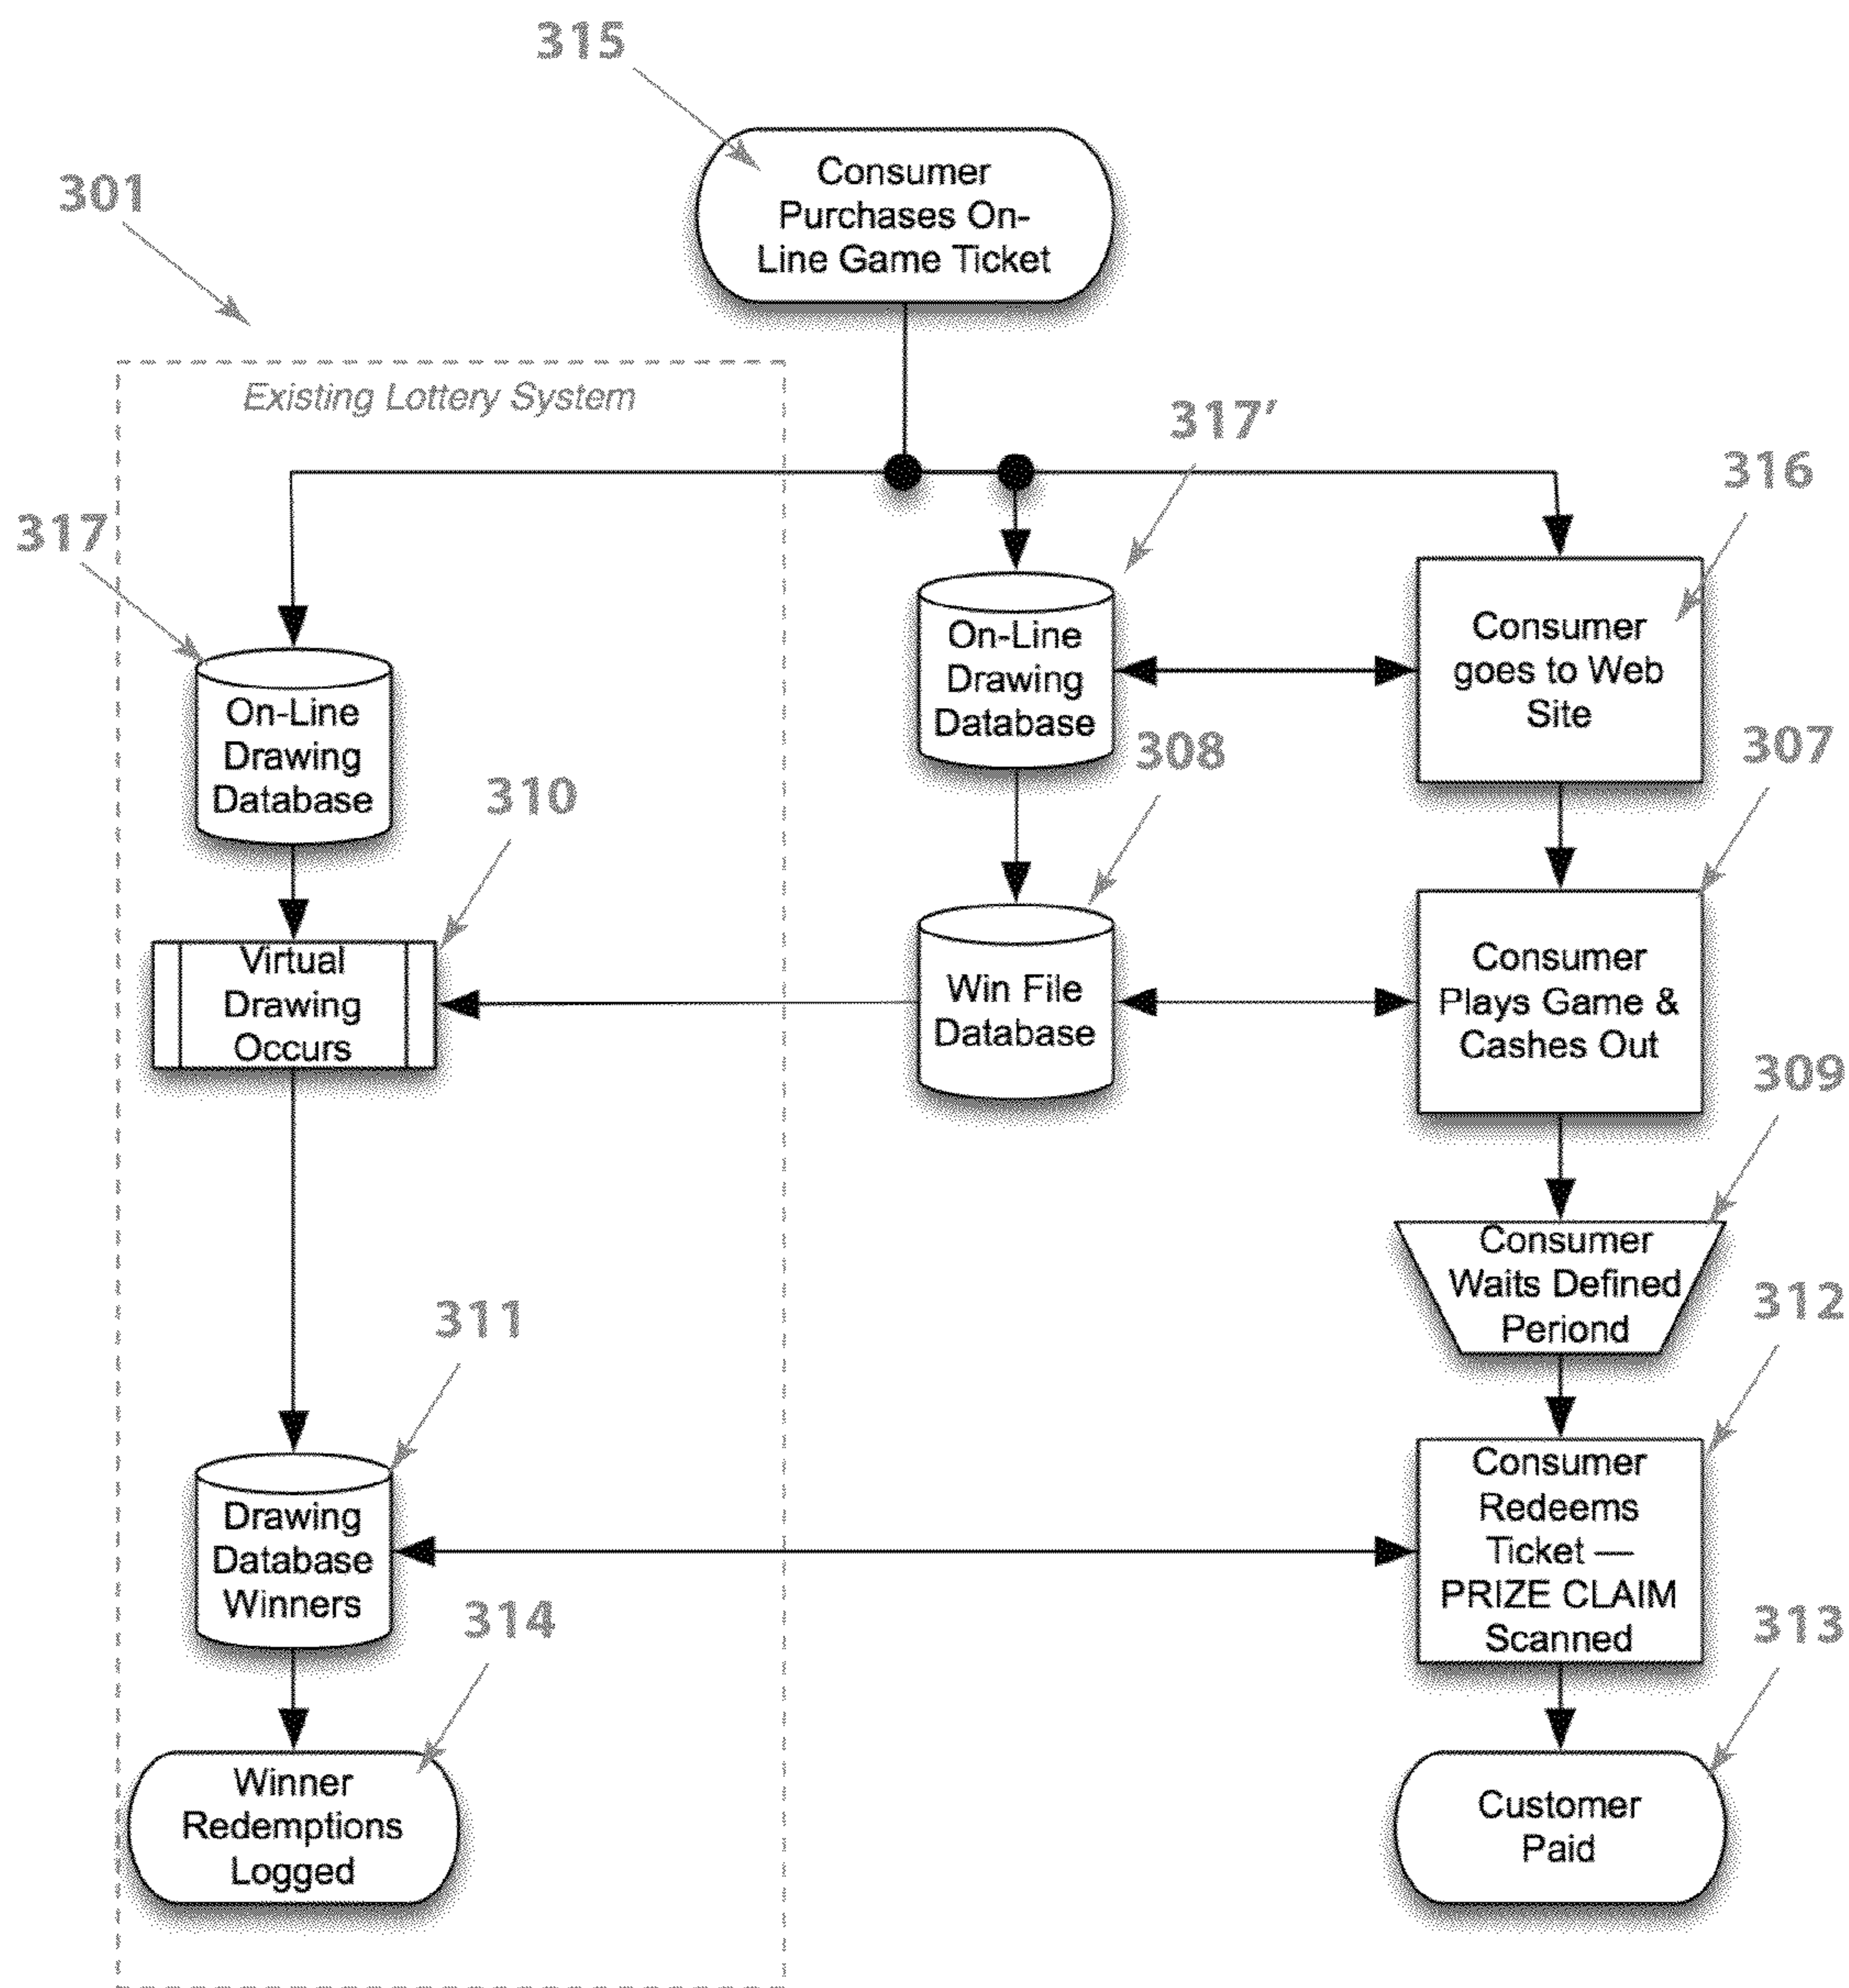 315
Consumer
Purchases On-
Line Game Ticket
301
Existing Lottery System
317'
316
317
On-Line
Drawing
Database
On-Line
Drawing
Database
Consumer
goes to Web
Site
308
307
310
Virtual
Drawing
Occurs
Win File
Database
Consumer
Plays Game &
Cashes Out
309
Consumer
Waits Defined
Periond
312
311
Drawing
Database
Winners
Consumer
Redeems
Ticket —
PRIZE CLAIM
Scanned
314
313
Winner
Redemptions
Logged
Customer
Paid